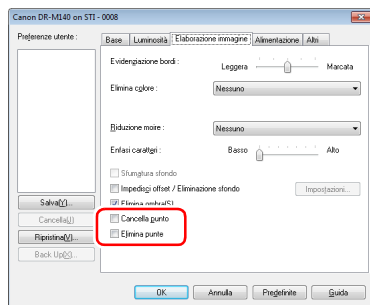 Canon DR-M140 on STI - 0008
Preferenze utente :
Base Luminosità Elaborazione immagine Alimentazione Altri
Evidenziazione bordi : Leggera Marcata
Elimina colore : Nessuno
Riduzione moire : Nessuno
Enfasi caratteri : Basso Alto
Sfumatura sfondo
Impedisci offset / Eliminazione sfondo Impostazioni...
Elimina ombra(S)
Salva(Y)...
Cancella punto
Cancella(J)
Elimina punte
Ripristina(V)...
Back Up(X)...
OK Annulla Predefinite Guida